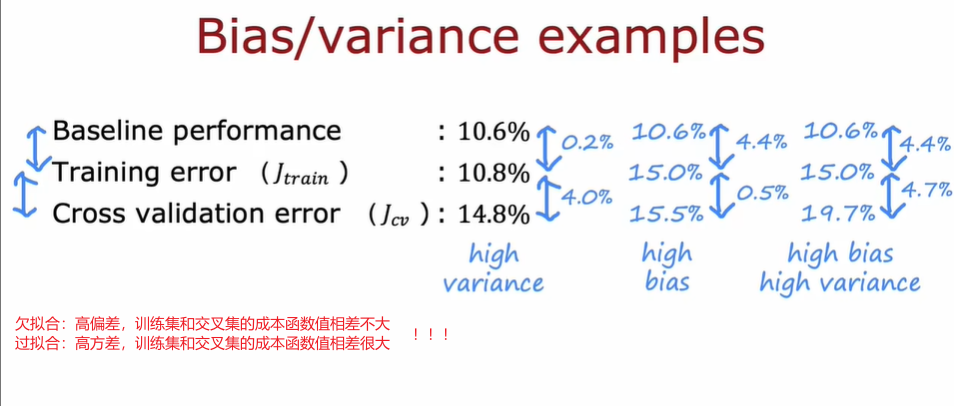 Bias/variance examples
Baseline performance : 10.6% 0.2% 10.6% 4.4% 10.6% 4.4%
Training error (J_train) : 10.8% 15.0% 15.0%
4.0% 0.5% 4.7%
Cross validation error (J_cv) : 14.8% 15.5% 19.7%
high variance
high bias
high bias
high variance
欠拟合：高偏差，训练集和交叉集的成本函数值相差不大
过拟合：高方差，训练集和交叉集的成本函数值相差很大
！！！